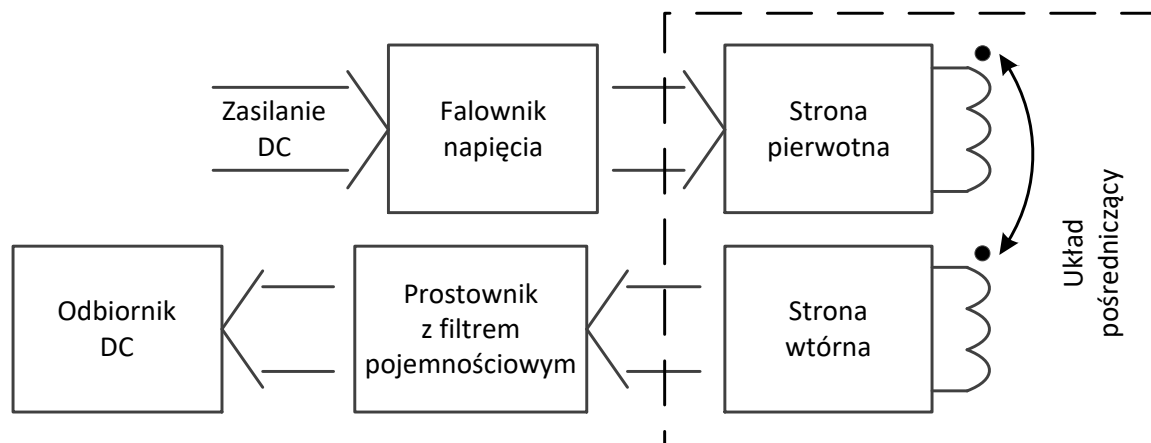 Zasilanie
DC
Falownik
napięcia
Strona
pierwotna
Układ
pośredniczący
Odbiornik
DC
Prostownik
z filtrem
pojemnościowym
Strona
wtórna